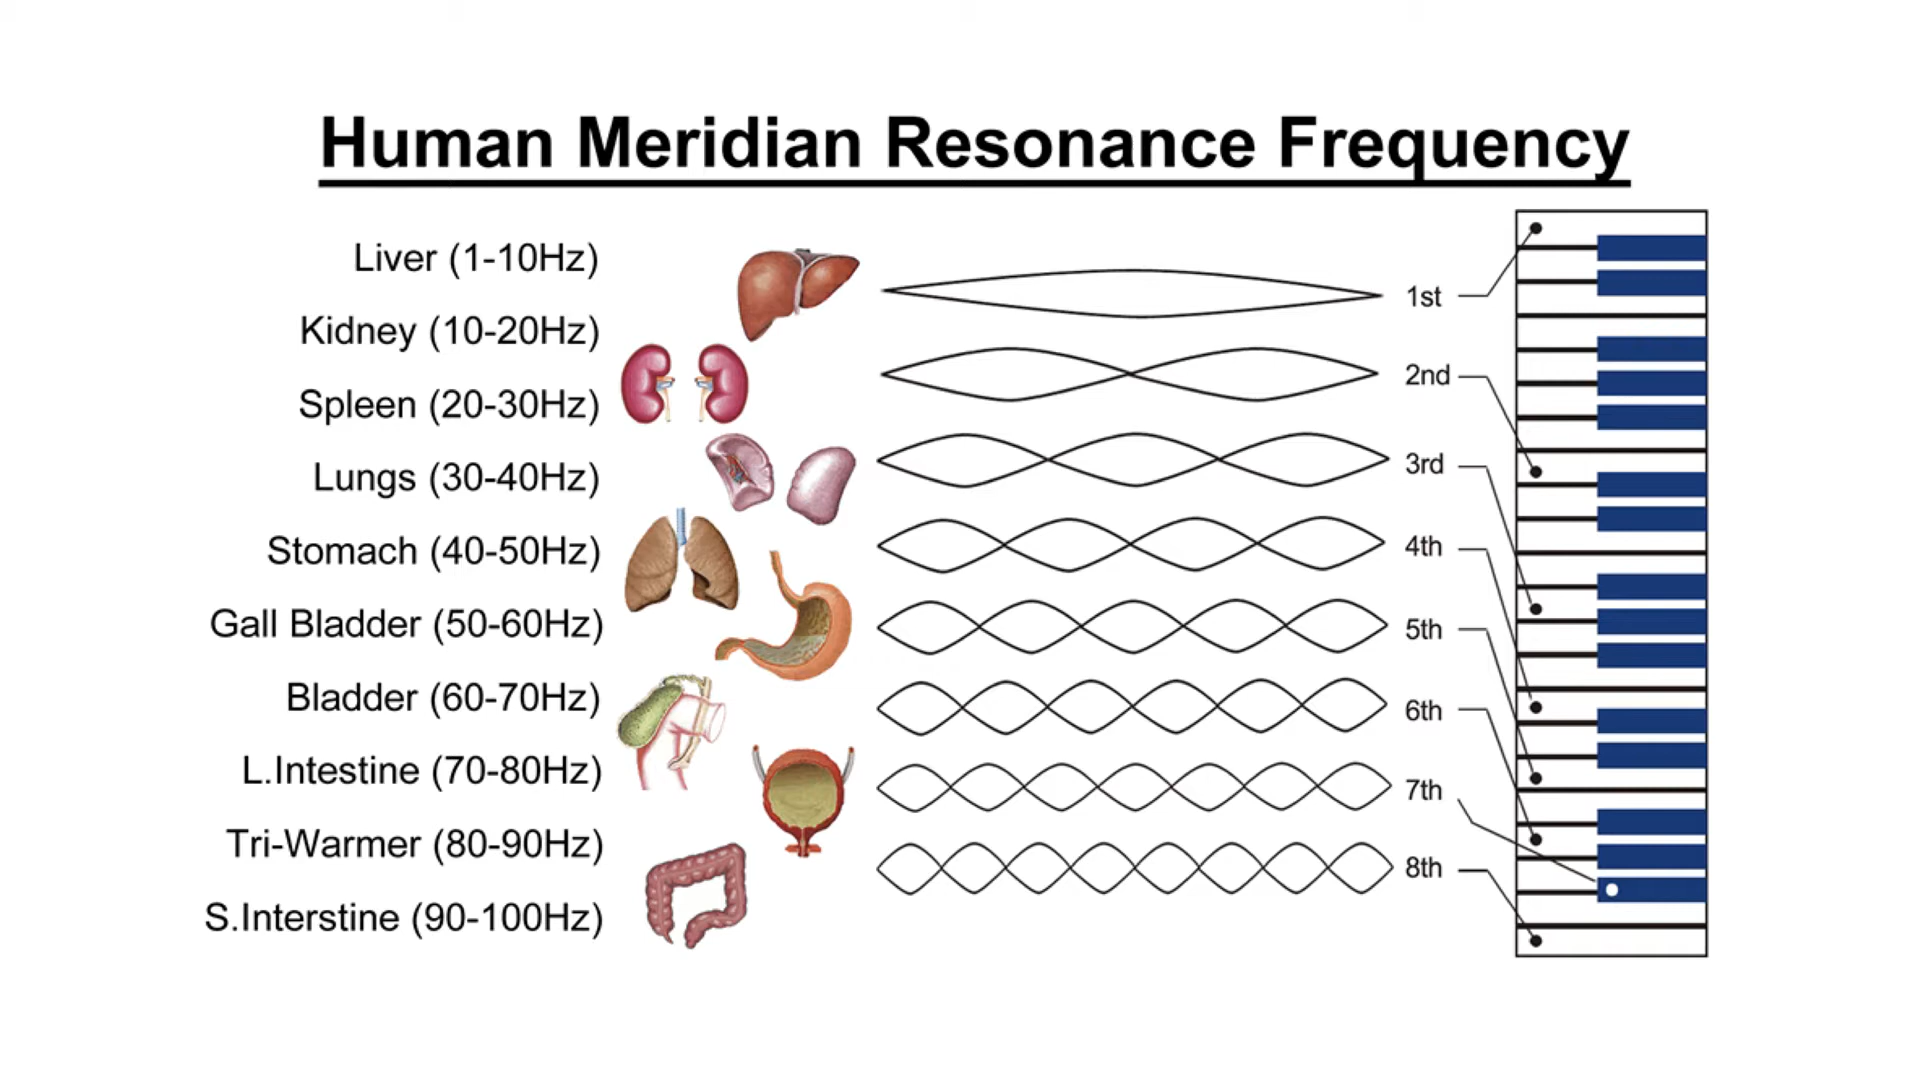 Human Meridian Resonance Frequency
Liver (1-10Hz)
Kidney (10-20Hz)
Spleen (20-30Hz)
Lungs (30-40Hz)
Stomach (40-50Hz)
Gall Bladder (50-60Hz)
Bladder (60-70Hz)
L.Intestine (70-80Hz)
Tri-Warmer (80-90Hz)
S.Interstine (90-100Hz)
1st
2nd
3rd
4th
5th
6th
7th
8th